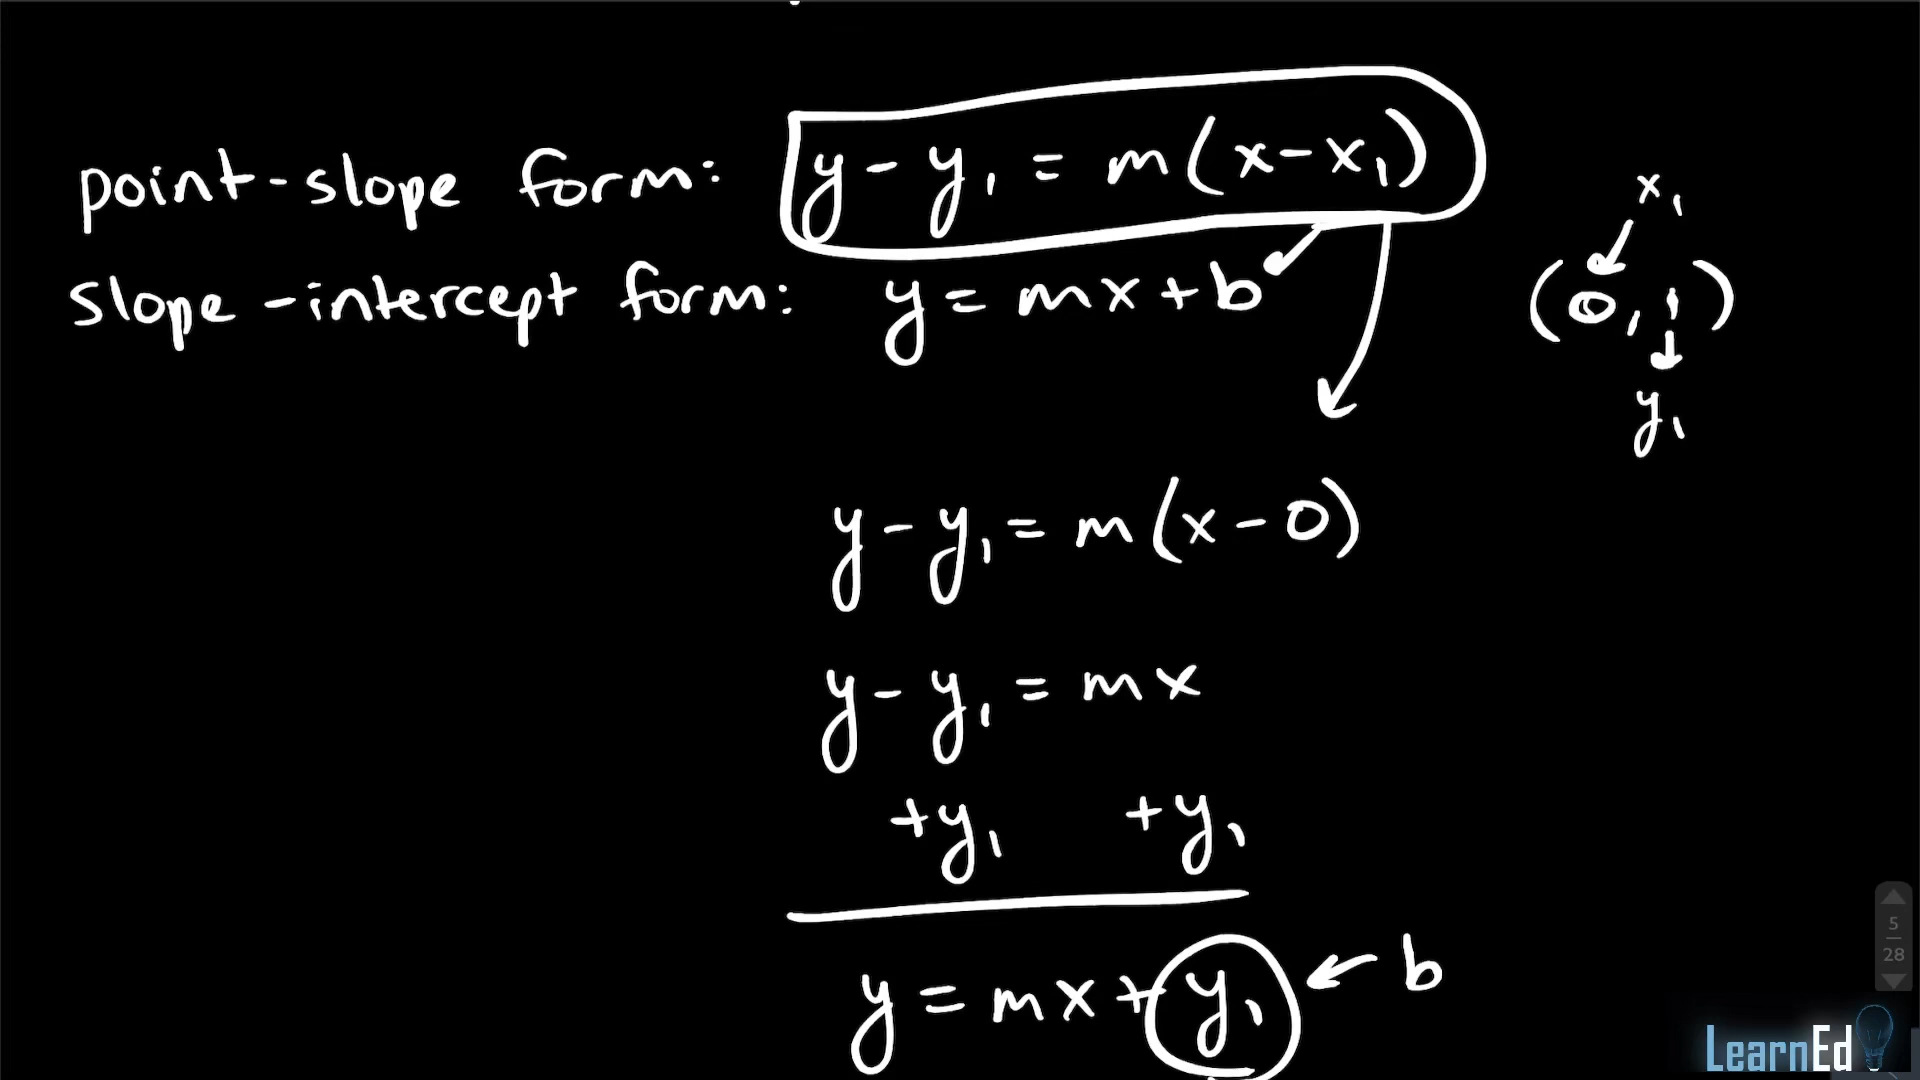 point-slope form: y - y₁ = m(x-x₁)
x₁
slope-intercept form: y = mx + b
(0, 1)
y₁
y - y₁ = m(x - 0)
y - y₁ = mx
+y₁ +y₁
y = mx + y₁ ← b
5
28
LearnEd